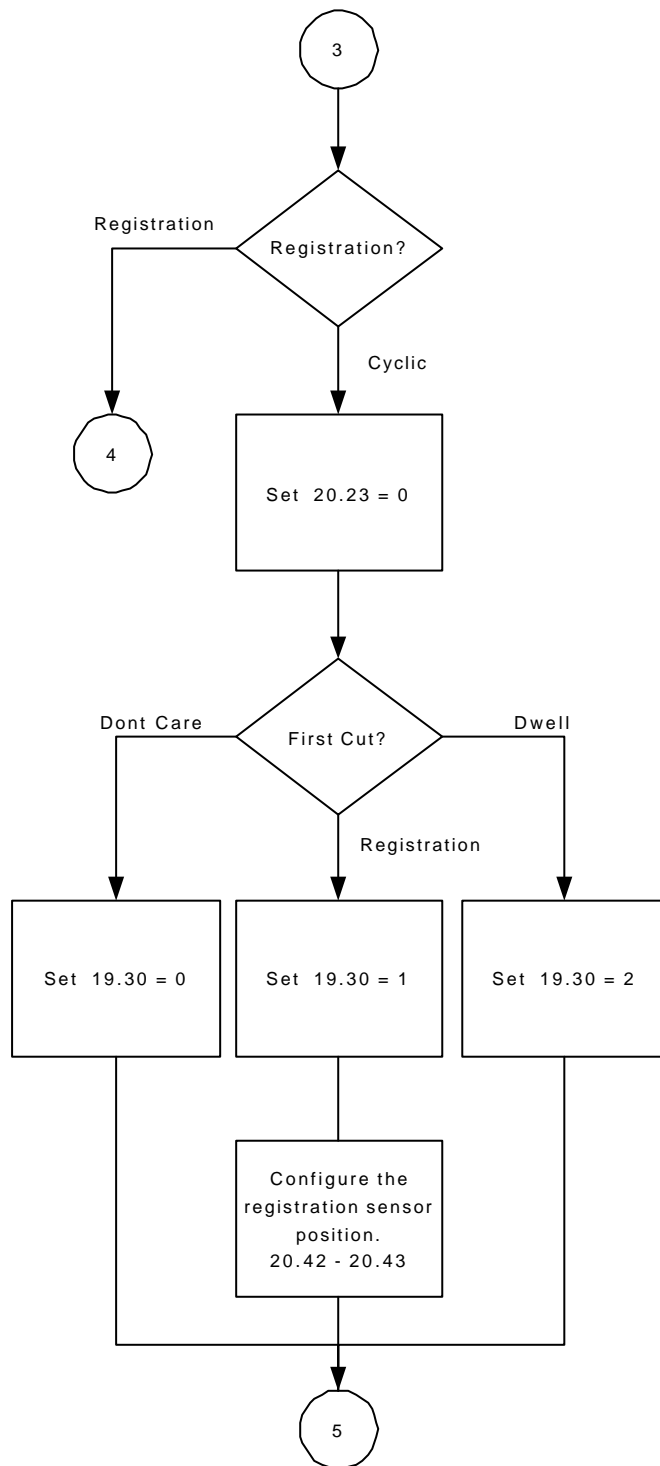 3
Registration
Registration?
Cyclic
4
Set 20.23 = 0
Dont Care
First Cut?
Dwell
Registration
Set 19.30 = 0
Set 19.30 = 1
Set 19.30 = 2
Configure the
registration sensor
position.
20.42 - 20.43
5